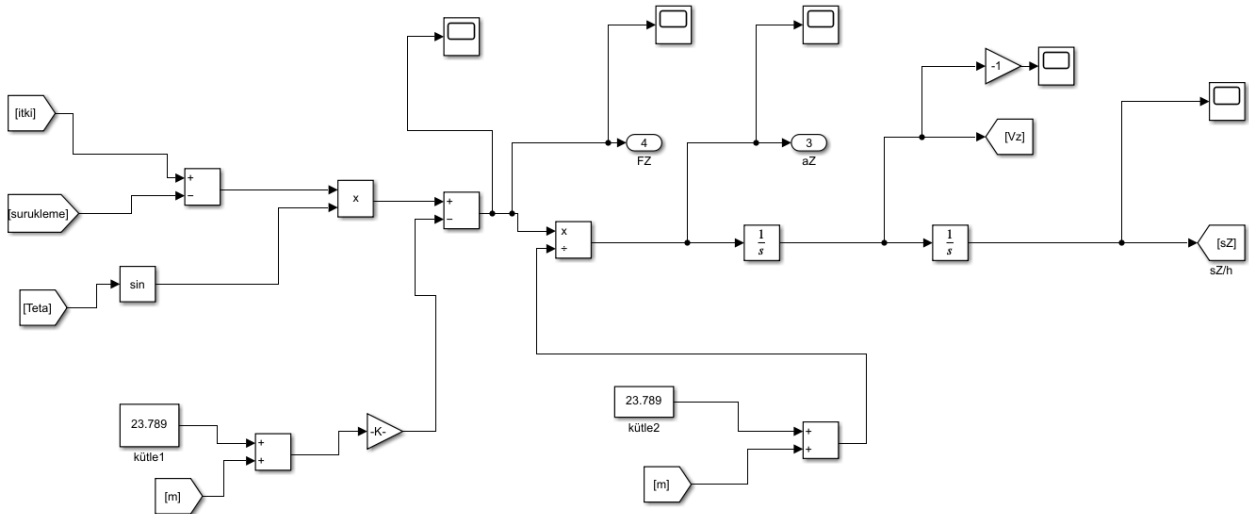 [itki]
+
−
[surukleme]
x
[Teta]
sin
23.789
kütle1
+
+
[m]
-K-
+
−
4
FZ
x
÷
3
aZ
23.789
kütle2
+
+
[m]
1
s
-1
[Vz]
1
s
[sZ]
sZ/h